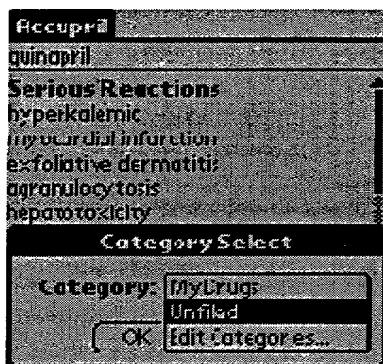 Accupril
quinapril
Serious Reactions
hyperkalemic
myocardial infarction
exfoliative dermatitis
agranulocytosis
hepatotoxicity
Category Select
Category: MyDrugs
Unfiled
OK Edit Categories...